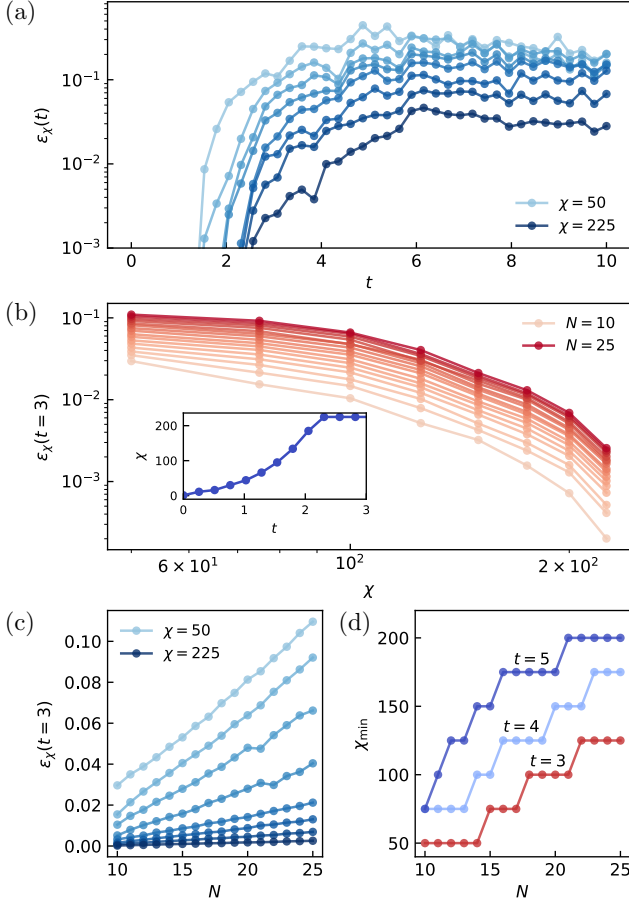 (a)
10⁻¹
10⁻²
10⁻³
ε_χ(t)
0 2 4 6 8 10
t
χ = 50
χ = 225
(b)
10⁻¹
10⁻²
10⁻³
ε_χ(t = 3)
N = 10
N = 25
200
100
0
χ
0 1 2 3
t
6 × 10¹ 10² 2 × 10²
χ
(c)
0.10
0.08
0.06
0.04
0.02
0.00
ε_χ(t = 3)
χ = 50
χ = 225
10 15 20 25
N
(d)
200
175
150
125
100
75
50
χ_min
t = 5
t = 4
t = 3
10 15 20 25
N